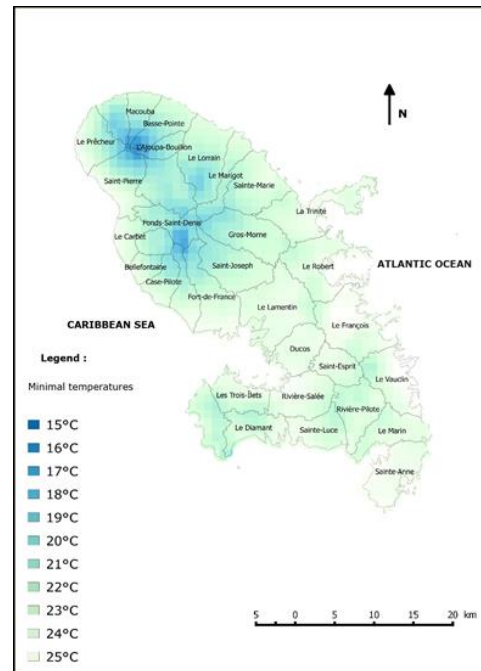 N
Macouba
Basse-Pointe
Le Prêcheur
L'Ajoupa-Bouillon
Le Lorrain
Le Marigot
Saint-Pierre
Sainte-Marie
La Trinité
Fonds-Saint-Denis
Le Carbet
Gros-Morne
Bellefontaine
Saint-Joseph
Le Robert
ATLANTIC OCEAN
Case-Pilote
Fort-de-France
Le Lamentin
CARIBBEAN SEA
Le François
Ducos
Legend :
Saint-Esprit
Le Vauclin
Minimal temperatures
Les Trois-Îlets
Rivière-Salée
Rivière-Pilote
Le Diamant
Sainte-Luce
Le Marin
Sainte-Anne
15°C
16°C
17°C
18°C
19°C
20°C
21°C
22°C
23°C
24°C
25°C
5 0 5 10 15 20 km